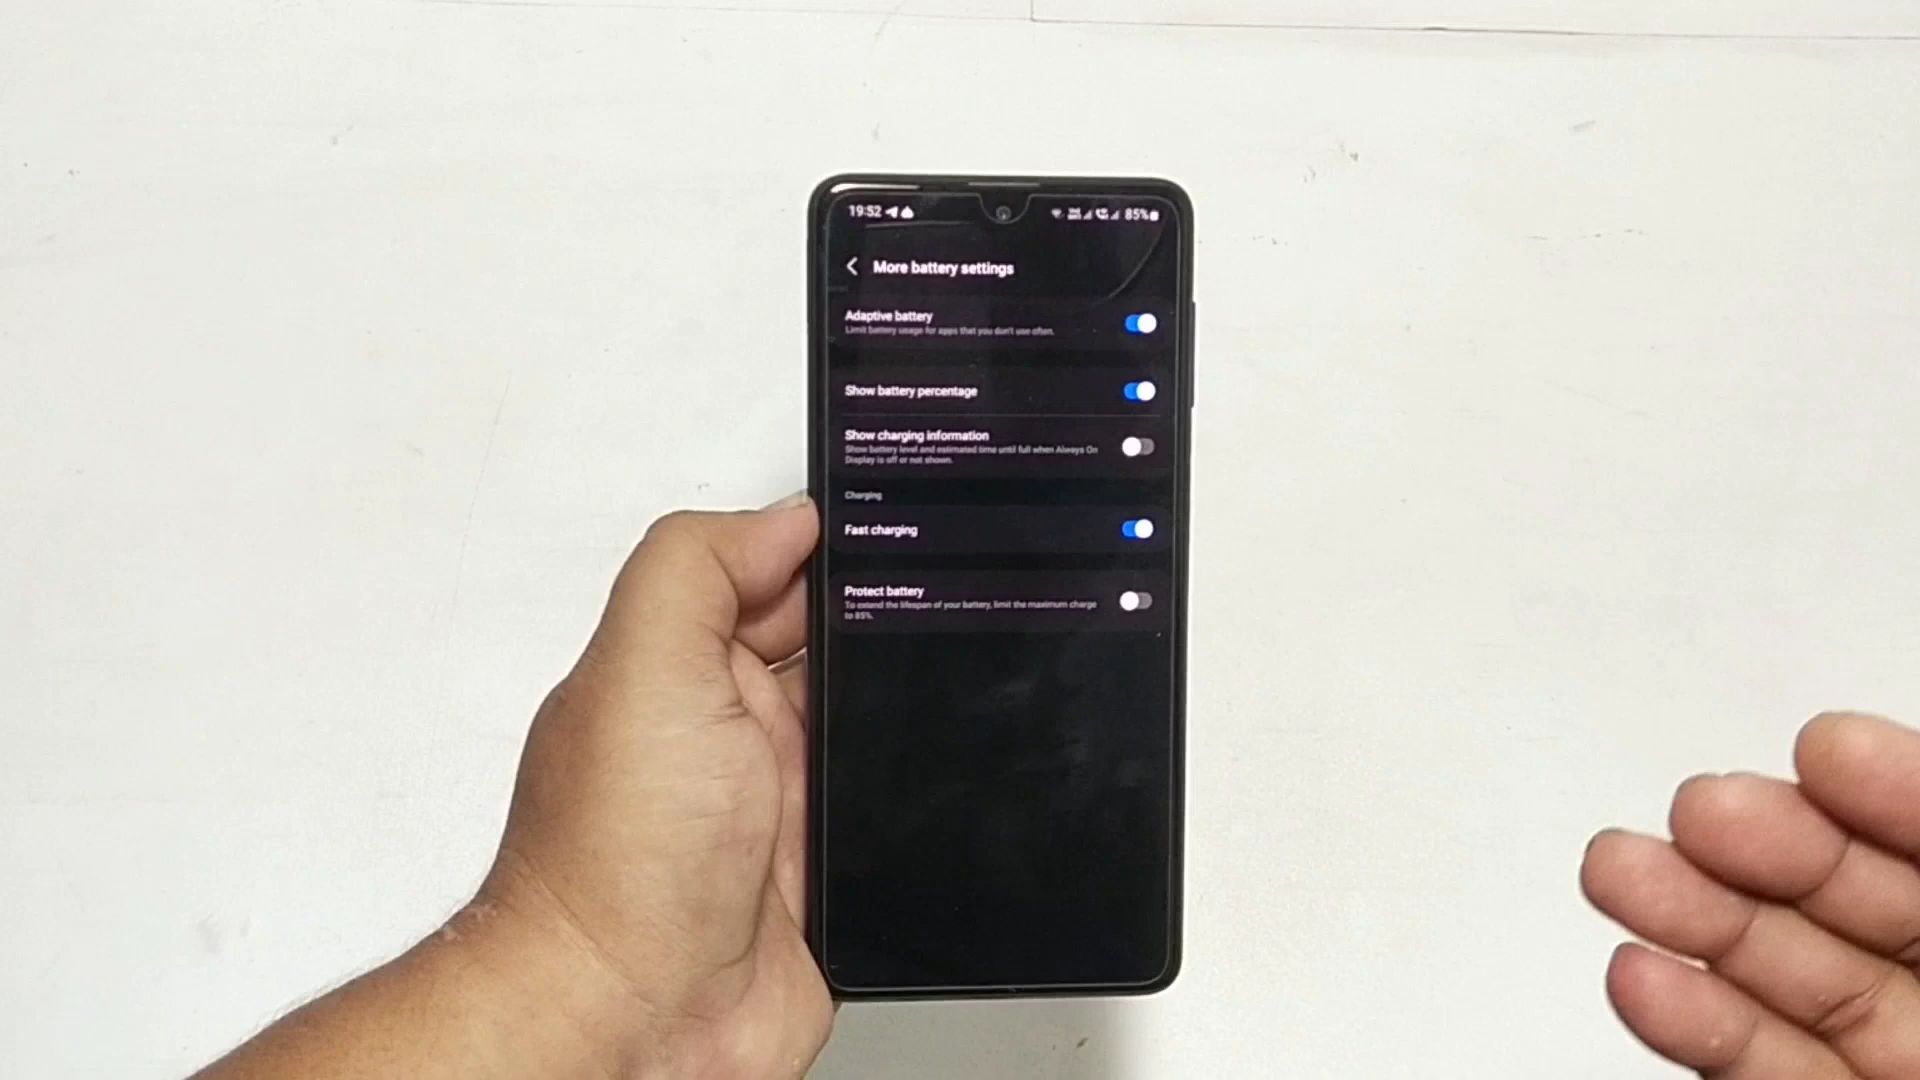 19:52 85%
More battery settings
Adaptive battery
Limit battery usage for apps that you don't use often.
Show battery percentage
Show charging information
Show battery level and estimated time until full when Always On
Display is off or not shown.
Charging
Fast charging
Protect battery
To extend the lifespan of your battery, limit the maximum charge
to 85%.